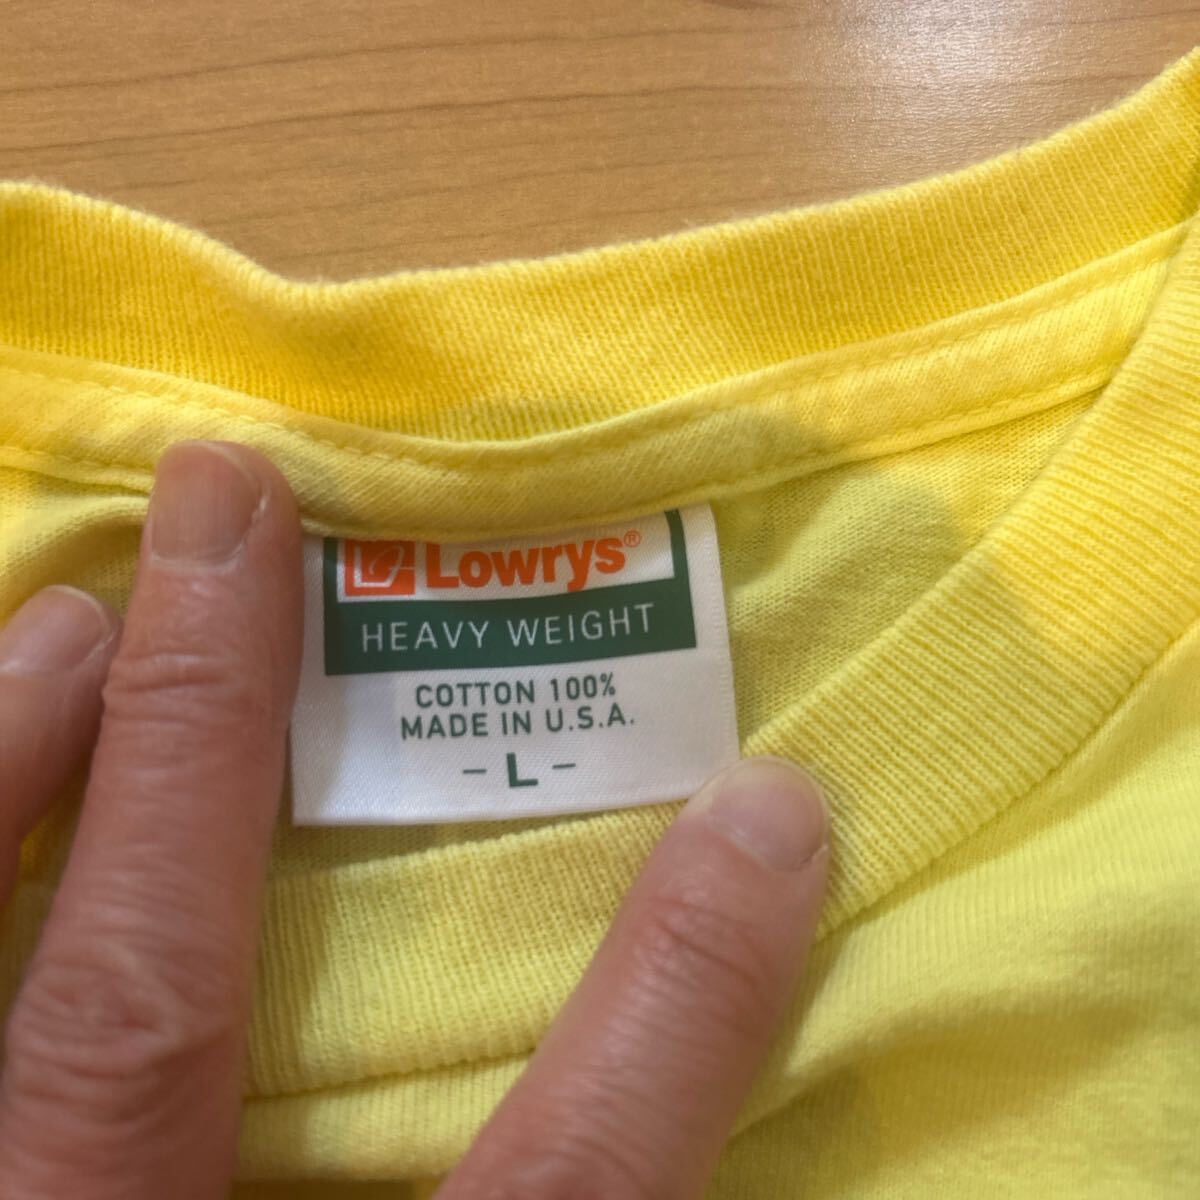 Lowrys®
HEAVY WEIGHT
COTTON 100%
MADE IN U.S.A.
- L -